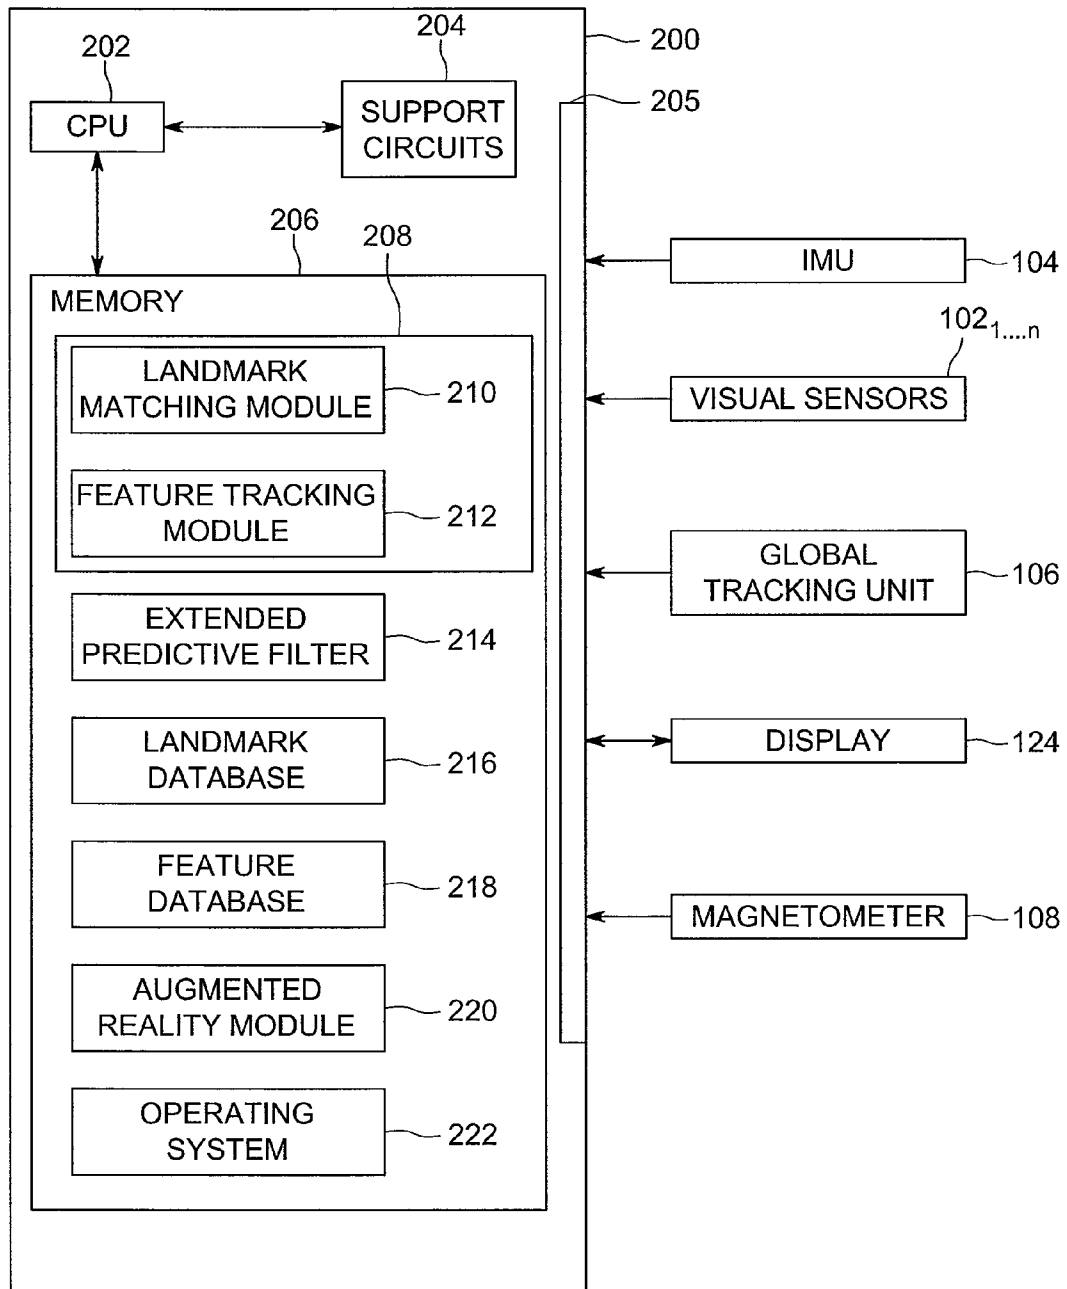 202
204
200
CPU
SUPPORT
CIRCUITS
205
206
208
MEMORY
LANDMARK
MATCHING MODULE
210
FEATURE TRACKING
MODULE
212
EXTENDED
PREDICTIVE FILTER
214
LANDMARK
DATABASE
216
FEATURE
DATABASE
218
AUGMENTED
REALITY MODULE
220
OPERATING
SYSTEM
222
IMU
104
102 1....n
VISUAL SENSORS
GLOBAL
TRACKING UNIT
106
DISPLAY
124
MAGNETOMETER
108